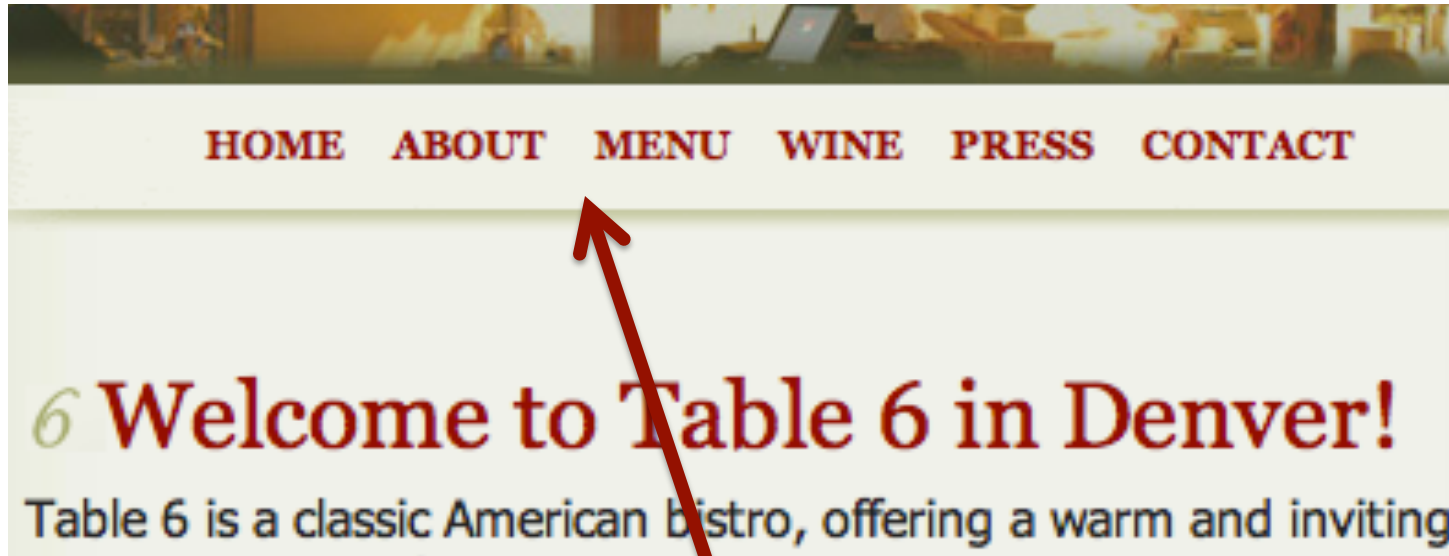 HOME ABOUT MENU WINE PRESS CONTACT
6 Welcome to Table 6 in Denver!
Table 6 is a classic American bistro, offering a warm and inviting